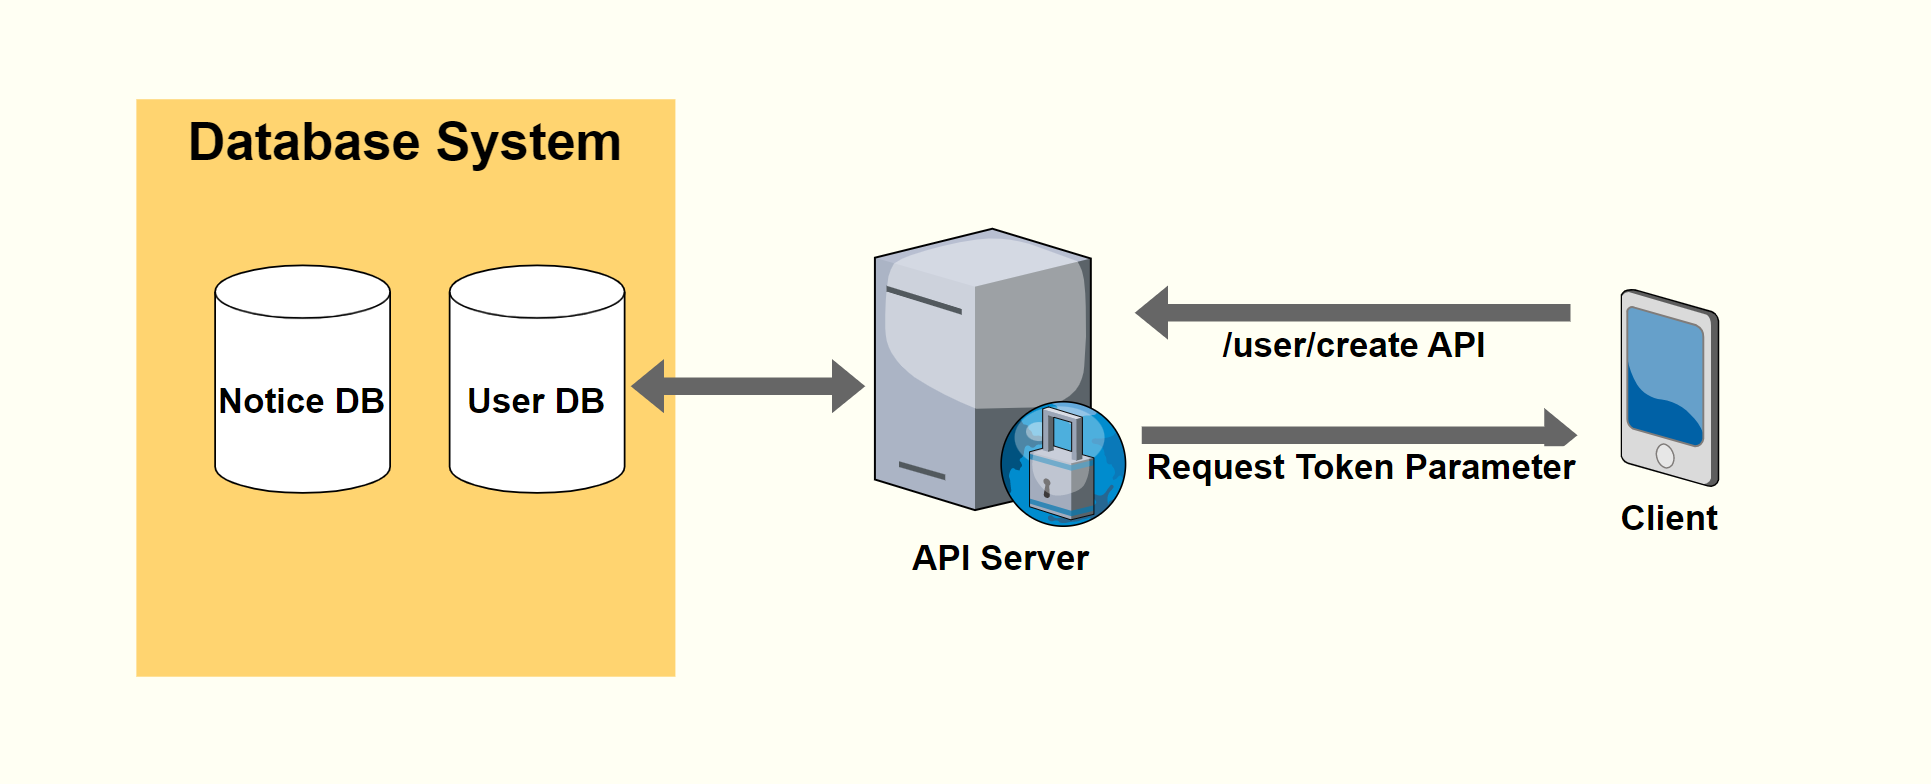 Database System
Notice DB
User DB
/user/create API
Request Token Parameter
Client
API Server